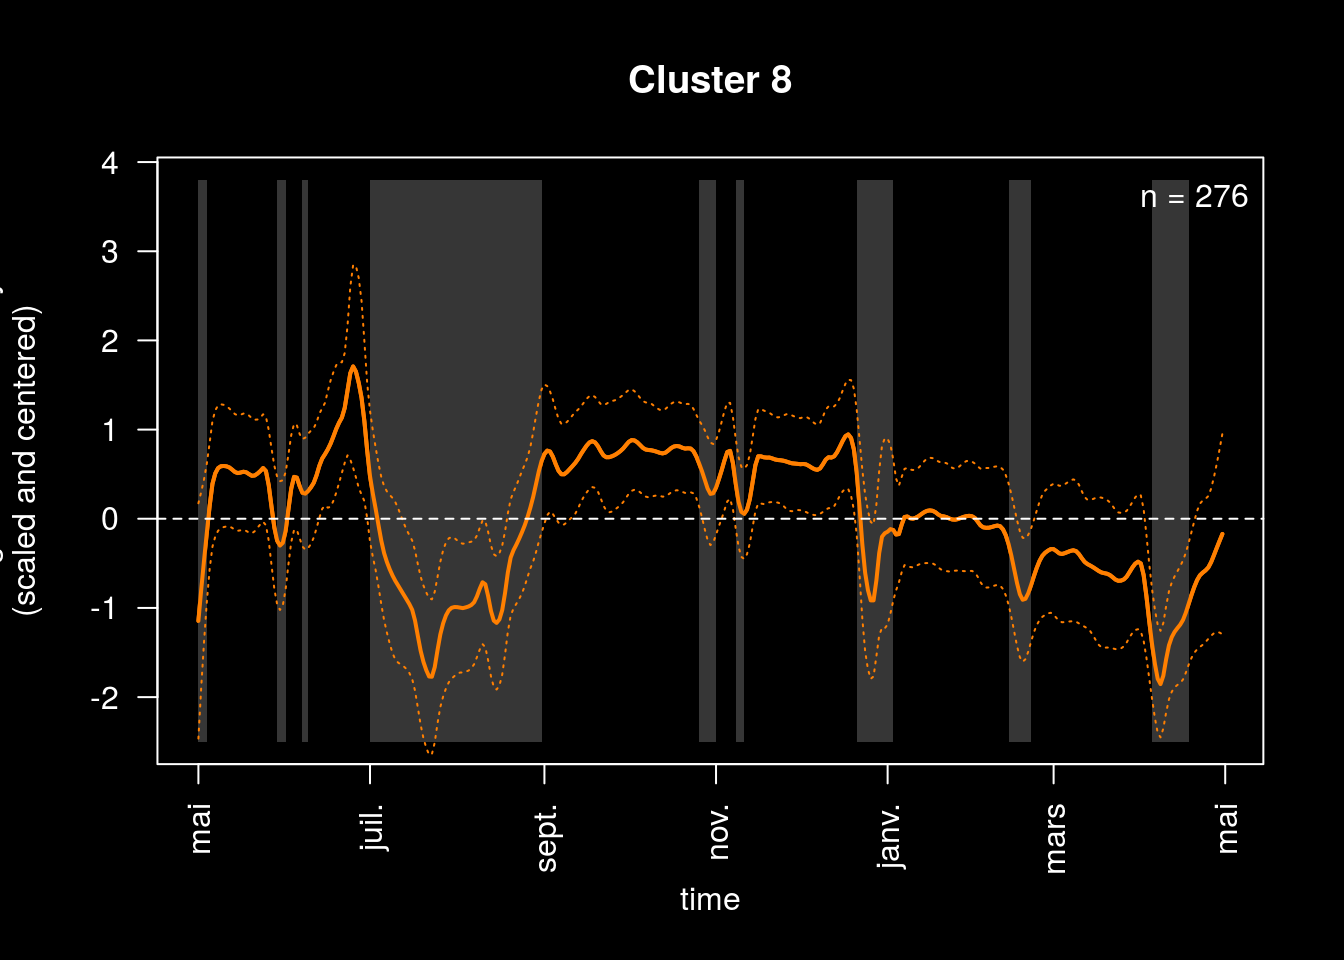 Cluster 8
n = 276
4
3
2
1
0
-1
-2
(scaled and centered)
mai
juil.
sept.
nov.
janv.
mars
mai
time